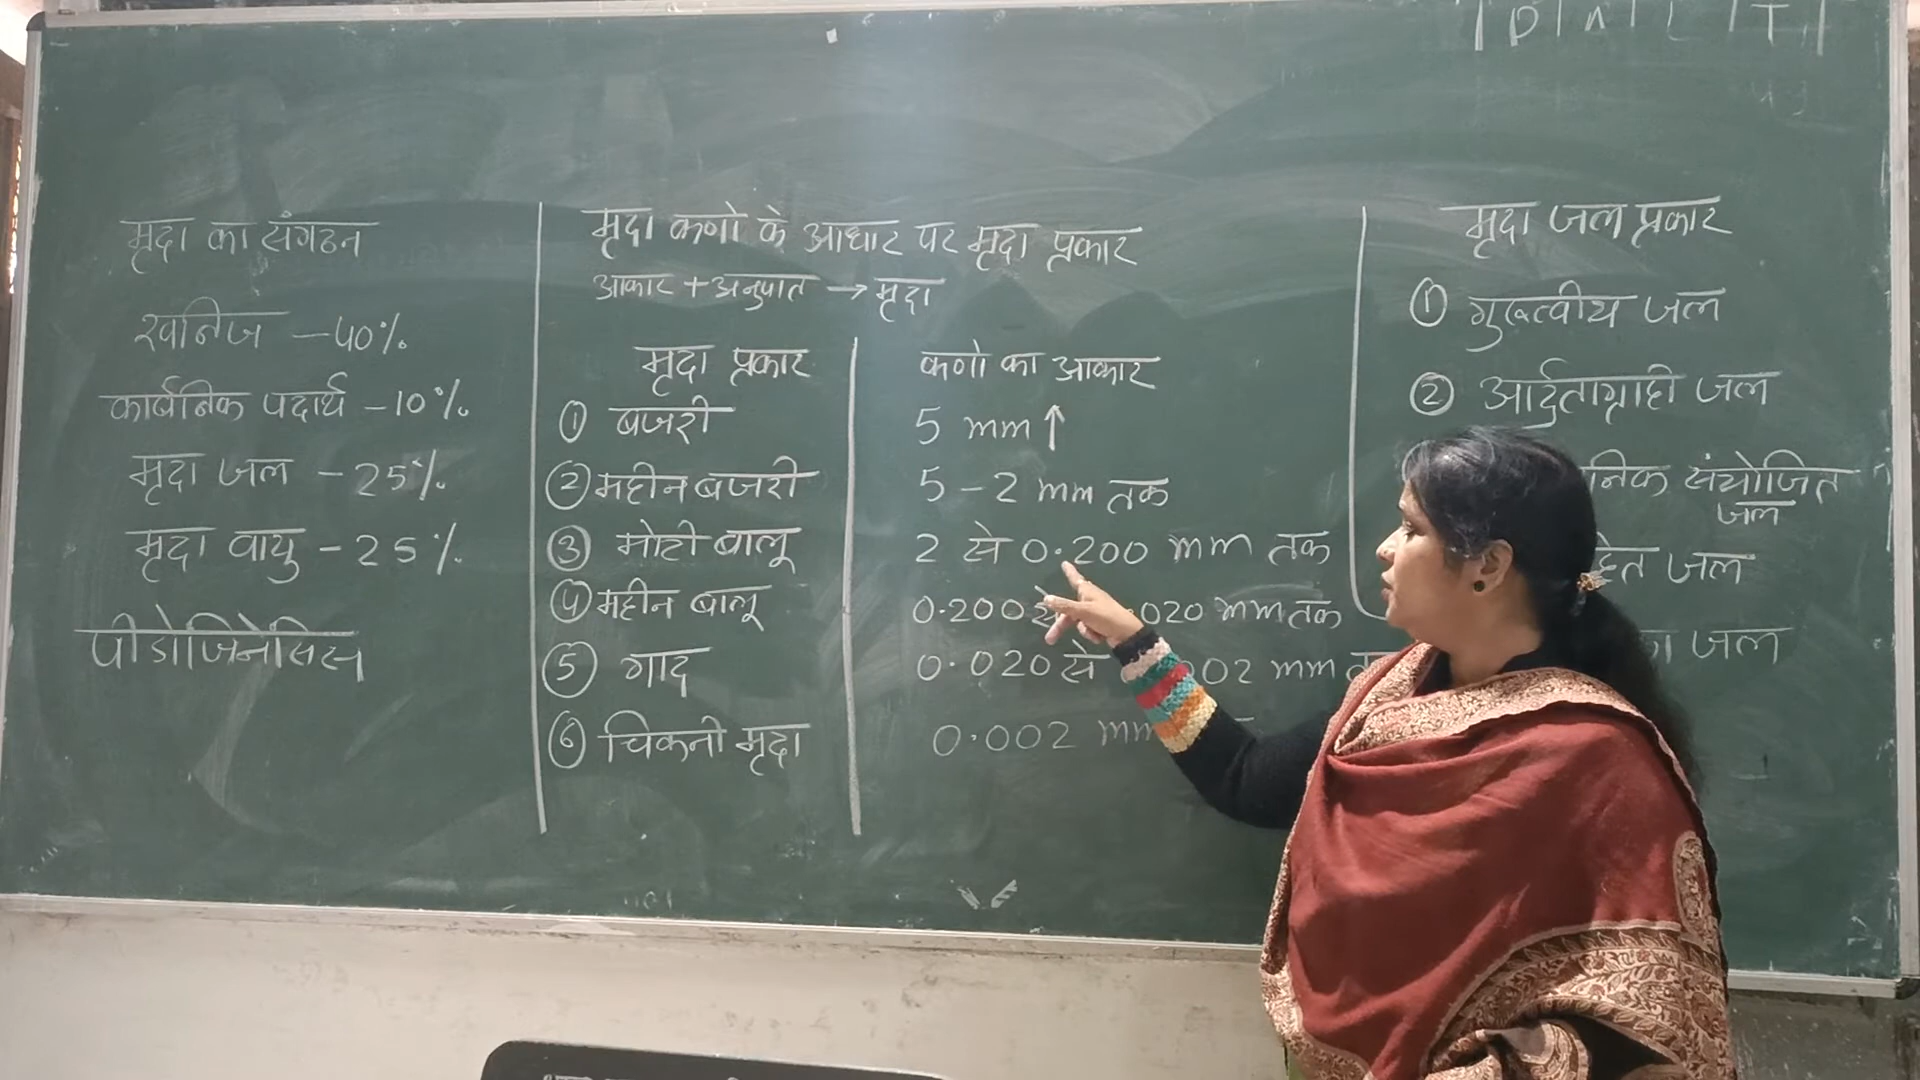 मृदा का संगठन
खनिज – 40%
कार्बनिक पदार्थ – 10%
मृदा जल – 25%
मृदा वायु – 25%
पीडोजिनेसिस
मृदा कणो के आधार पर मृदा प्रकार
आकार + अनुपात → मृदा
मृदा प्रकार
कणो का आकार
① बजरी
5 mm ↑
② महीन बजरी
5 – 2 mm तक
③ मोटी बालू
2 से 0.200 mm तक
④ महीन बालू
0.200 से 020 mm तक
⑤ गाद
0.020 से 02 mm
⑥ चिकनी मृदा
0.002 mm
मृदा जल प्रकार
① गुरुत्वीय जल
② आर्द्रताग्राही जल
निक संयोजित
जल
जल
जल